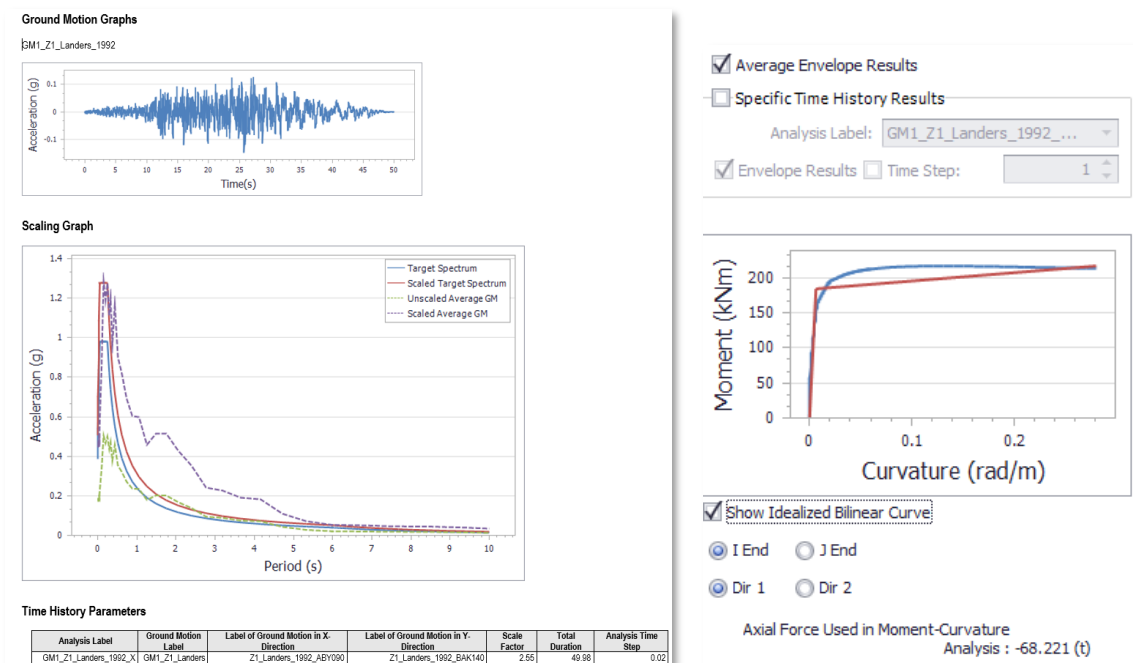 Ground Motion Graphs
GM1_Z1_Landers_1992
Acceleration (g)
0.1
0
-0.1
0 5 10 15 20 25 30 35 40 45 50
Time(s)
Scaling Graph
Acceleration (g)
1.4
1.2
1
0.8
0.6
0.4
0.2
0
Target Spectrum
Scaled Target Spectrum
Unscaled Average GM
Scaled Average GM
0 1 2 3 4 5 6 7 8 9 10
Period (s)
Time History Parameters
Analysis Label Ground Motion Label Label of Ground Motion in X-Direction Label of Ground Motion in Y-Direction Scale Factor Total Duration Analysis Time Step
GM1_Z1_Landers_1992_X GM1_Z1_Landers Z1_Landers_1992_ABY090 Z1_Landers_1992_BAK140 2.55 49.98 0.02
Average Envelope Results
Specific Time History Results
Analysis Label: GM1_Z1_Landers_1992_...
Envelope Results Time Step: 1
Moment (kNm)
200
150
100
50
0
0 0.1 0.2
Curvature (rad/m)
Show Idealized Bilinear Curve
I End J End
Dir 1 Dir 2
Axial Force Used in Moment-Curvature
Analysis : -68.221 (t)